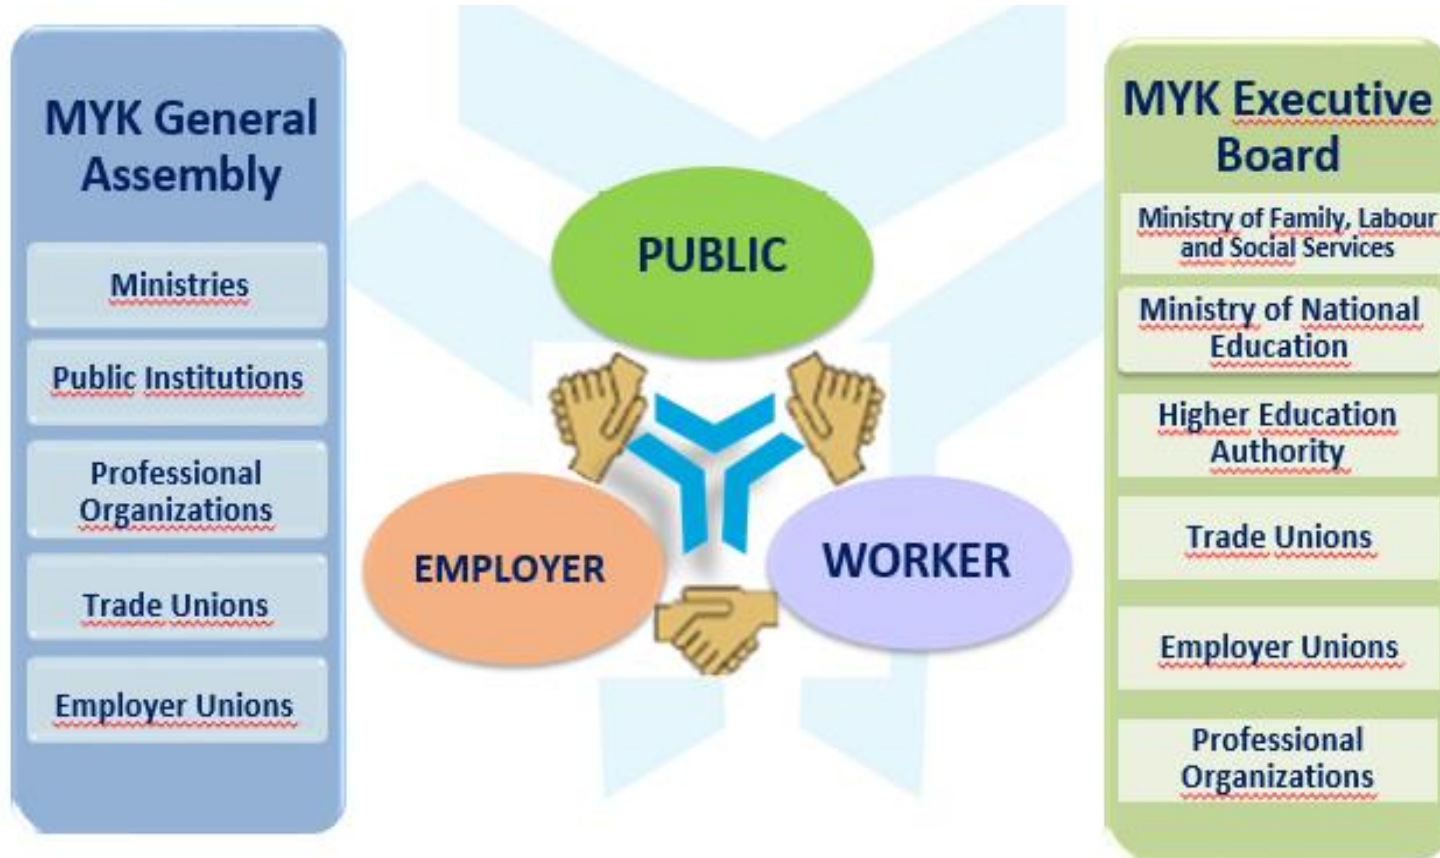 MYK General
Assembly
Ministries
Public Institutions
Professional
Organizations
Trade Unions
Employer Unions
PUBLIC
EMPLOYER
WORKER
MYK Executive
Board
Ministry of Family, Labour
and Social Services
Ministry of National
Education
Higher Education
Authority
Trade Unions
Employer Unions
Professional
Organizations